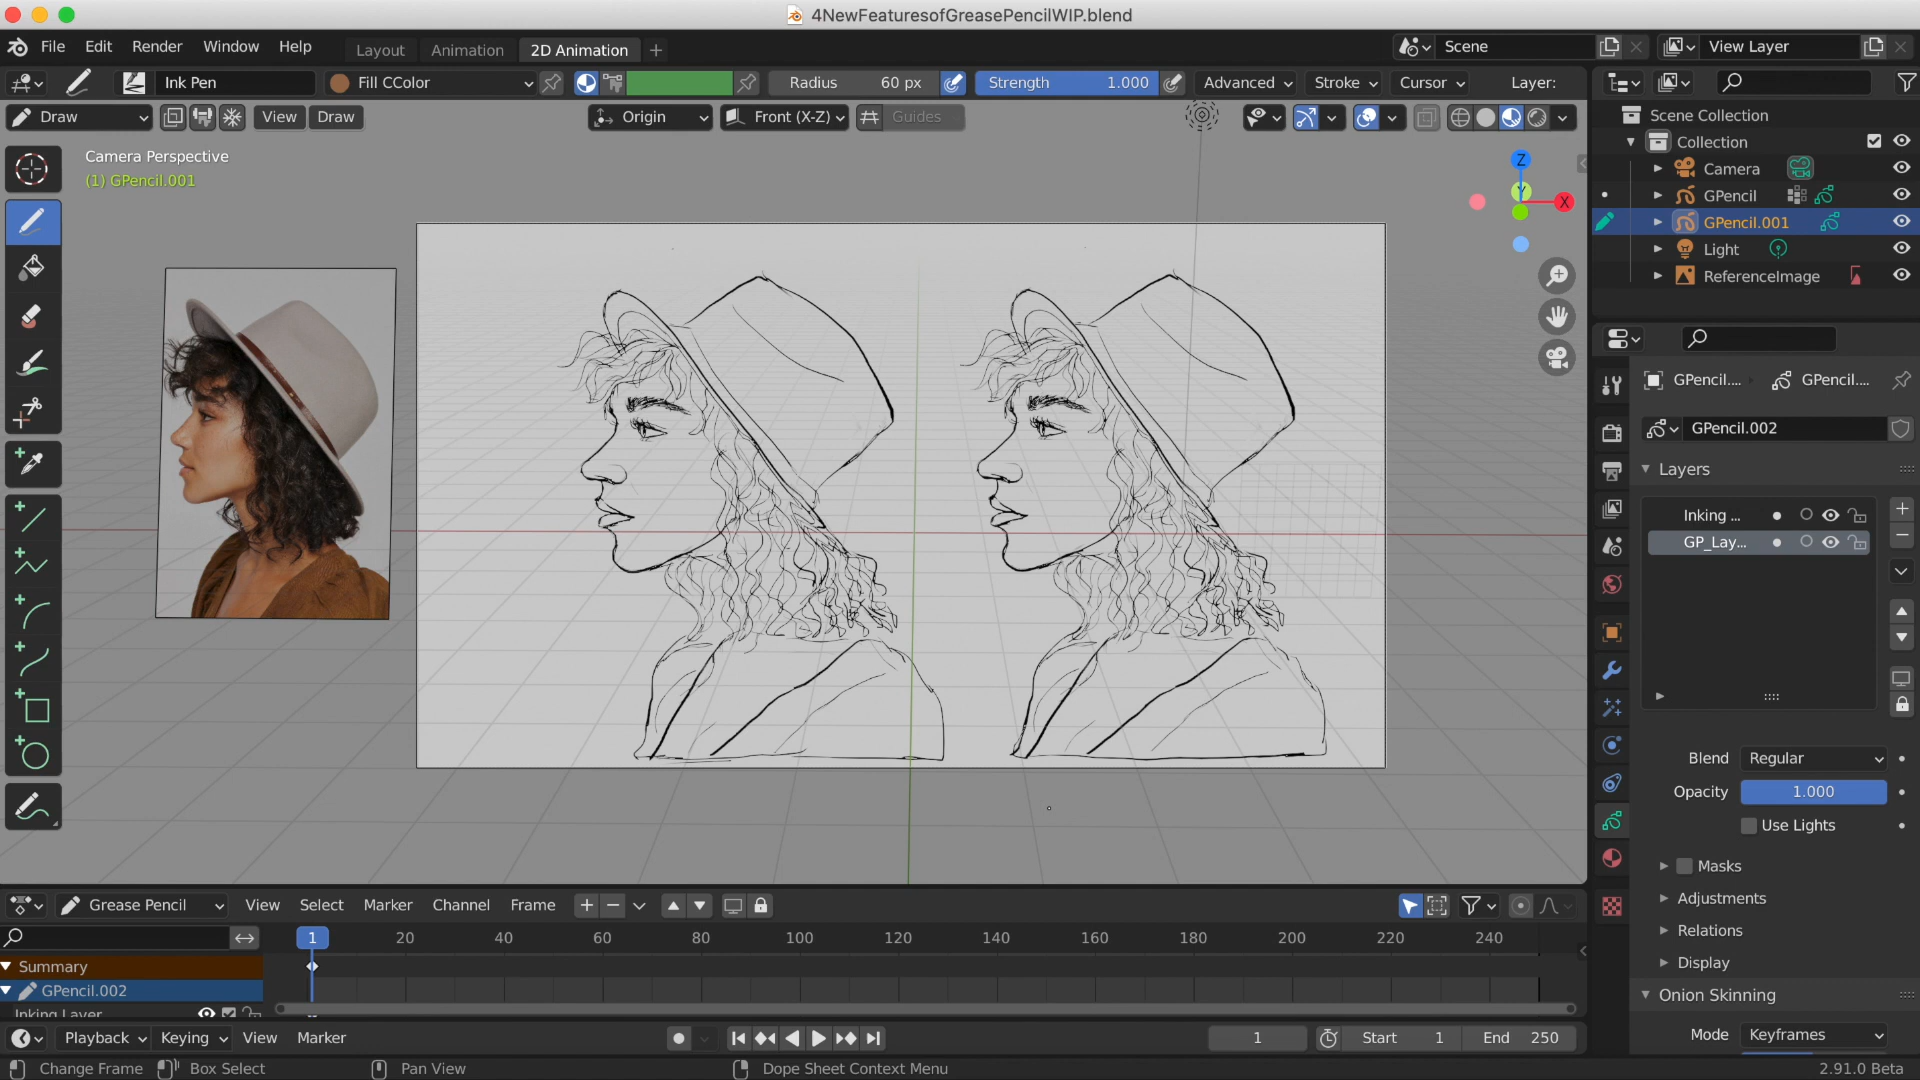 4NewFeaturesofGreasePencilWIP.blend
File Edit Render Window Help Layout Animation 2D Animation + Scene View Layer
Ink Pen Fill CColor Radius 60 px Strength 1.000 Advanced Stroke Cursor Layer:
Draw View Draw Origin Front (X-Z) Guides
Camera Perspective
(1) GPencil.001
Z
Y
X
Scene Collection
Collection
Camera
GPencil
GPencil.001
Light
ReferenceImage
GPencil.... GPencil....
GPencil.002
Layers
Inking ...
GP_Lay...
Blend Regular
Opacity 1.000
Use Lights
Masks
Adjustments
Relations
Display
Onion Skinning
Mode Keyframes
Grease Pencil View Select Marker Channel Frame
1 20 40 60 80 100 120 140 160 180 200 220 240
Summary
GPencil.002
Inking Layer
Playback Keying View Marker 1 Start 1 End 250
Change Frame Box Select Pan View Dope Sheet Context Menu 2.91.0 Beta